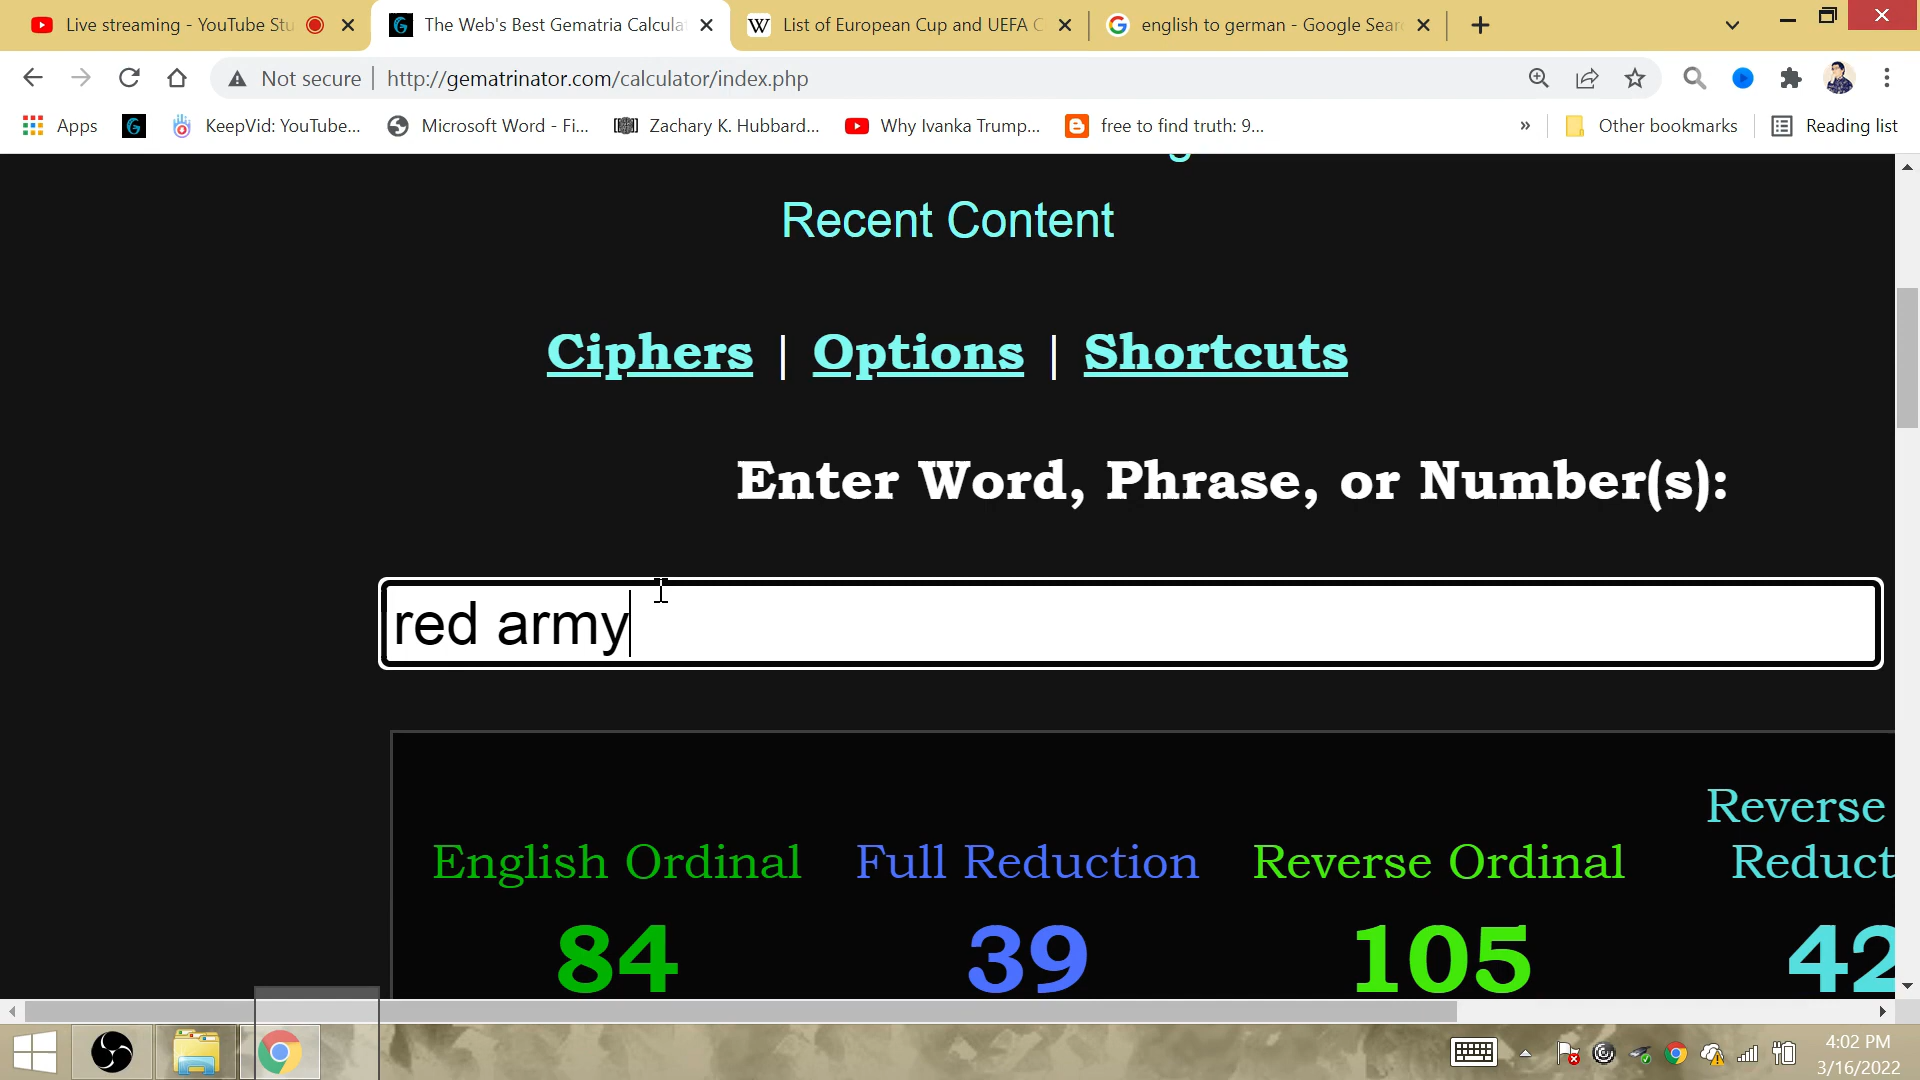 Live streaming - YouTube Stu
The Web's Best Gematria Calcula
List of European Cup and UEFA C
english to german - Google Sear
Not secure
http://gematrinator.com/calculator/index.php
Apps
KeepVid: YouTube...
Microsoft Word - Fi...
Zachary K. Hubbard...
Why Ivanka Trump...
free to find truth: 9...
»
Other bookmarks
Reading list
Recent Content
Ciphers | Options | Shortcuts
Enter Word, Phrase, or Number(s):
red army
English Ordinal
84
Full Reduction
39
Reverse Ordinal
105
Reverse
Reduct
42
4:02 PM
3/16/2022